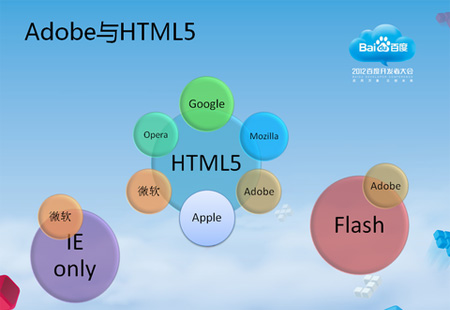 Adobe与HTML5
Bai百度
2012百度开发者大会
Google
Opera
Mozilla
HTML5
微软
Adobe
Apple
微软
IE
only
Adobe
Flash